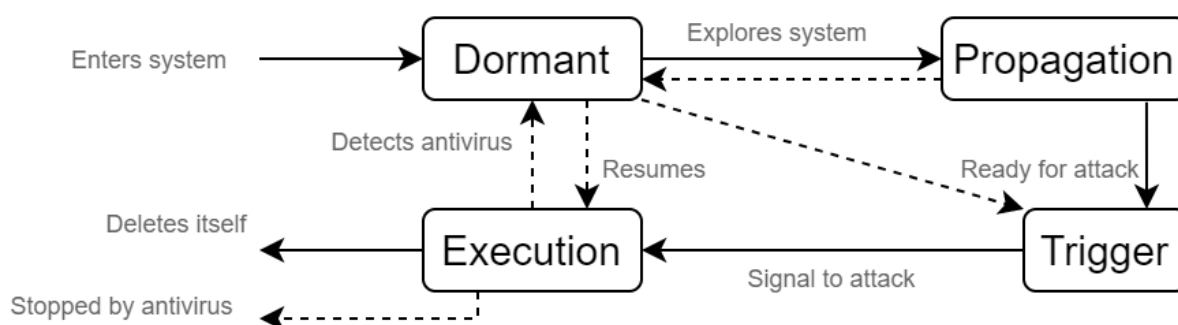 Explores system
Enters system
Dormant
Propagation
Detects antivirus
Resumes
Ready for attack
Deletes itself
Execution
Trigger
Signal to attack
Stopped by antivirus